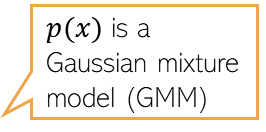 p(x) is a
Gaussian mixture
model (GMM)